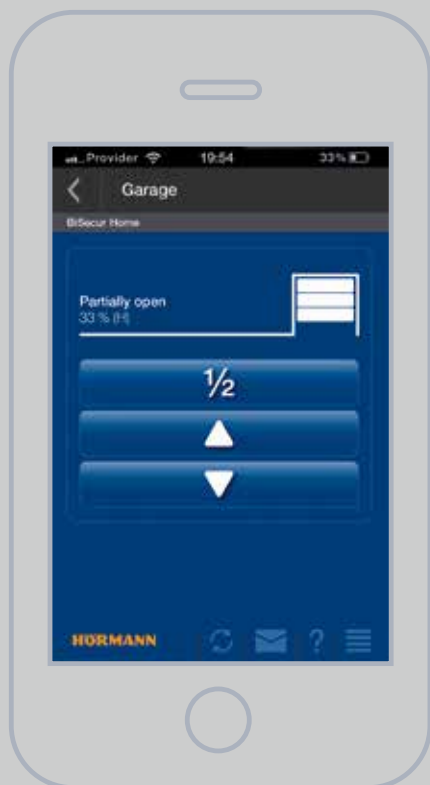 Provider 19:54 33%
Garage
BiSecur Home
Partially open
33 % [H]
½
HÖRMANN
?